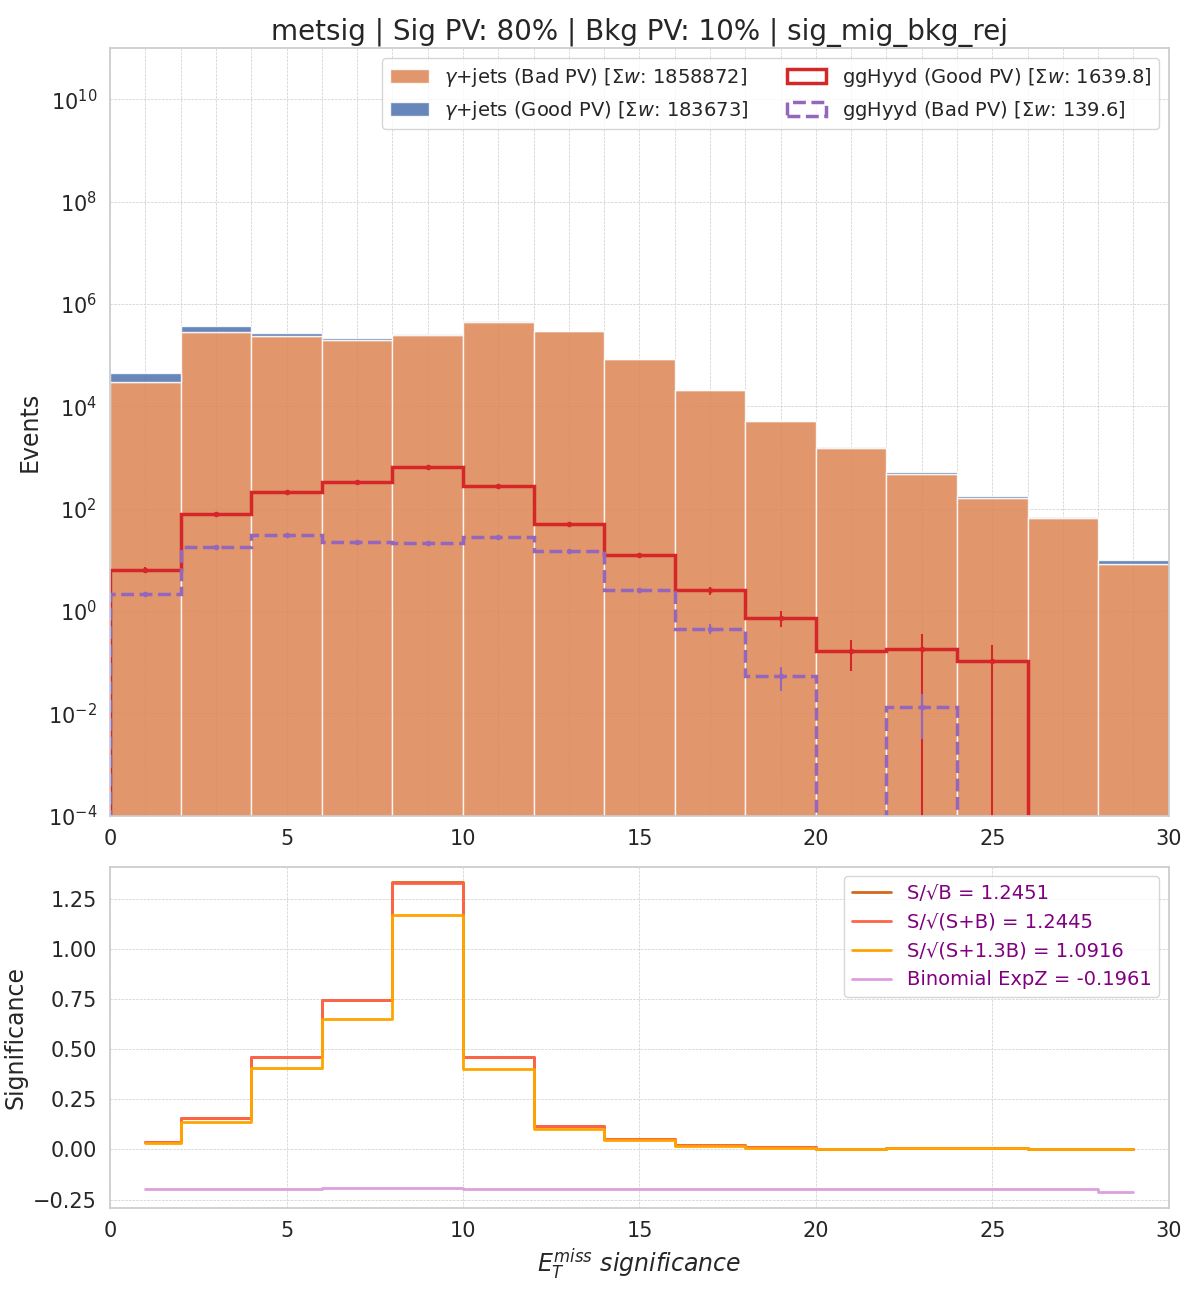 metsig | Sig PV: 80% | Bkg PV: 10% | sig_mig_bkg_rej
γ+jets (Bad PV) [Σw: 1858872]
γ+jets (Good PV) [Σw: 183673]
ggHyyd (Good PV) [Σw: 1639.8]
ggHyyd (Bad PV) [Σw: 139.6]
Events
10^10
10^8
10^6
10^4
10^2
10^0
10^−2
10^−4
0 5 10 15 20 25 30
S/√B = 1.2451
S/√(S+B) = 1.2445
S/√(S+1.3B) = 1.0916
Binomial ExpZ = -0.1961
Significance
1.25
1.00
0.75
0.50
0.25
0.00
−0.25
0 5 10 15 20 25 30
E_T^miss significance